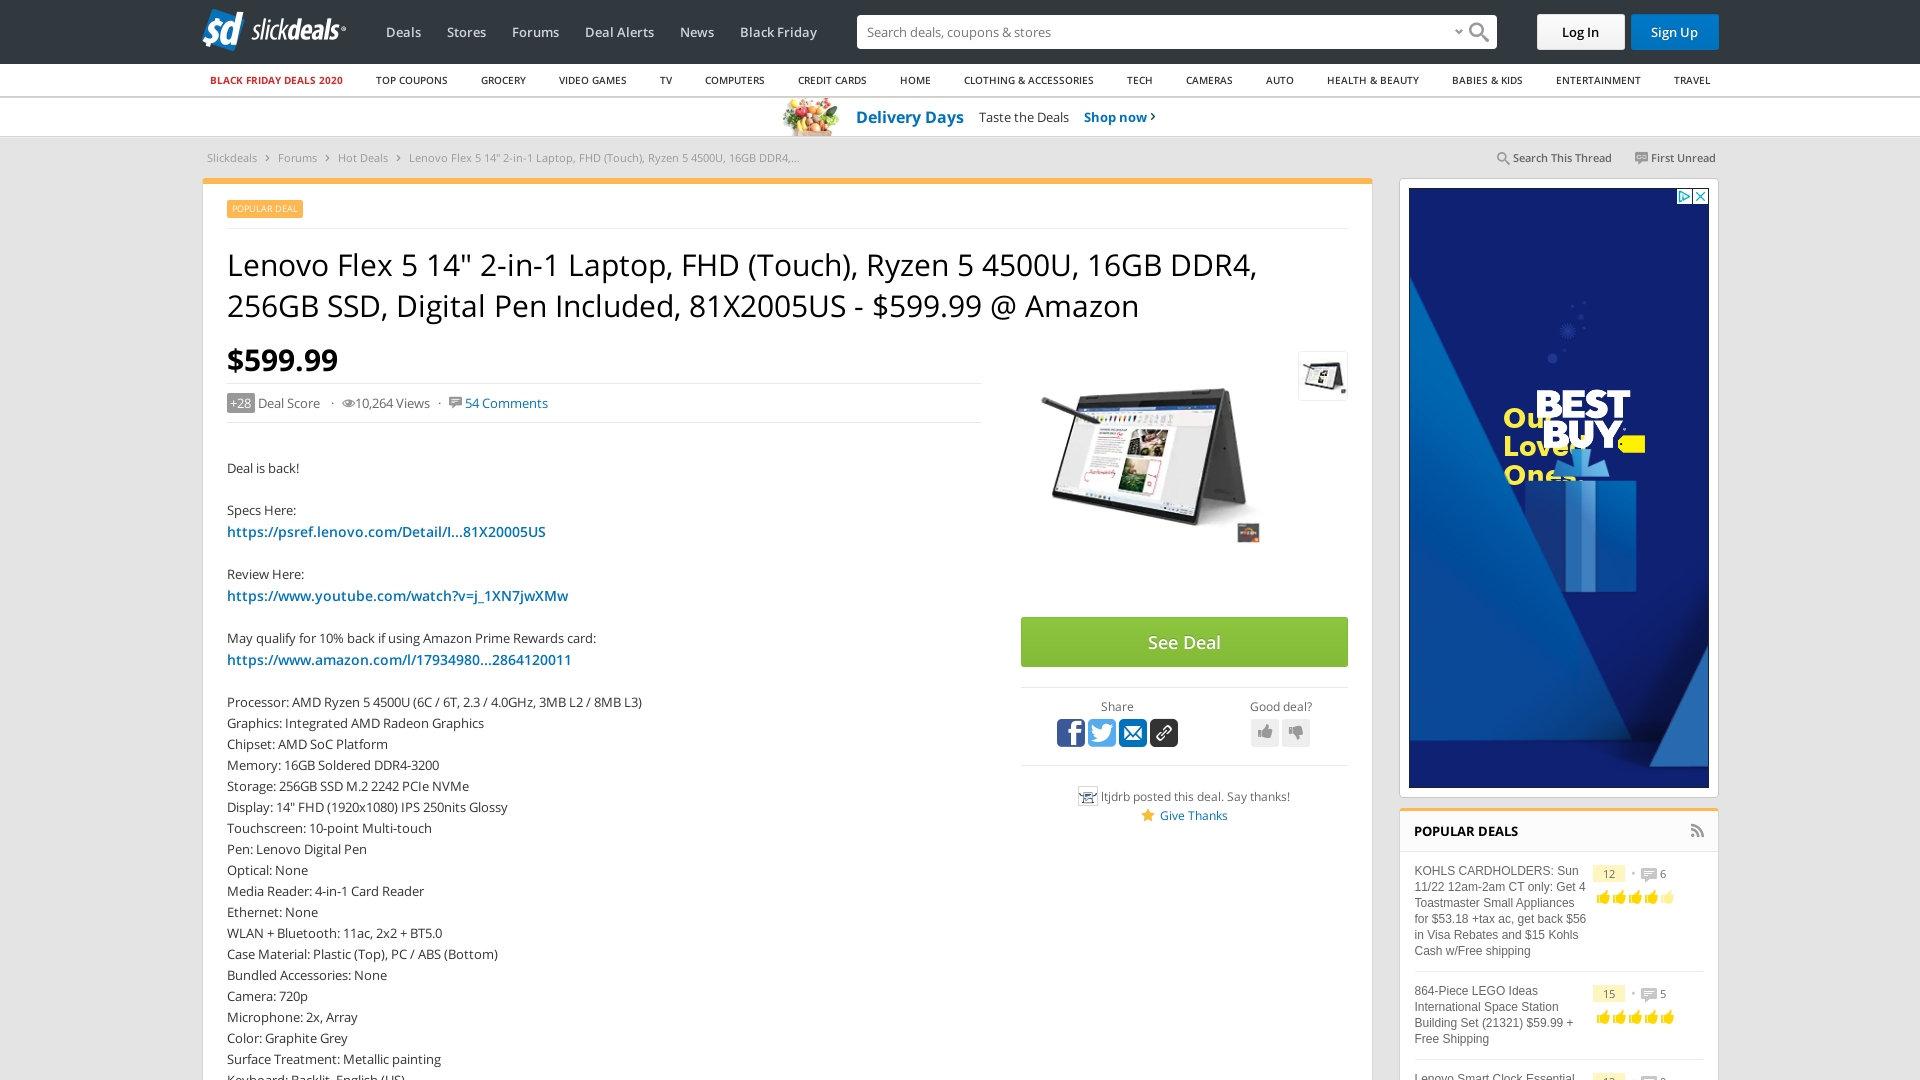 slickdeals
Deals Stores Forums Deal Alerts News Black Friday
Search deals, coupons & shopping
Log In Sign Up
BLACK FRIDAY DEALS 2020 TOP COUPONS GROCERY VIDEO GAMES TV COMPUTERS CREDIT CARDS HOME CLOTHING & ACCESSORIES TECH CAMERAS AUTO HEALTH & BEAUTY BABIES & KIDS ENTERTAINMENT TRAVEL
Delivery Days Taste the Deals Shop now
Slickdeals Forums Hot Deals Lenovo Flex 5 14" 2-in-1 Laptop, FHD (Touch), Ryzen 5 4500U, 16GB DDR4,...
Search This Thread First Unread
POPULAR DEAL
Lenovo Flex 5 14" 2-in-1 Laptop, FHD (Touch), Ryzen 5 4500U, 16GB DDR4,
256GB SSD, Digital Pen Included, 81X2005US - $599.99 @ Amazon
$599.99
+28 Deal Score · 10,264 Views · 54 Comments
Deal is back!
Specs Here:
https://psref.lenovo.com/Detail/I...81X20005US
Review Here:
https://www.youtube.com/watch?v=j_1XN7jwXMw
May qualify for 10% back if using Amazon Prime Rewards card:
https://www.amazon.com/l/17934980...2864120011
Processor: AMD Ryzen 5 4500U (6C / 6T, 2.3 / 4.0GHz, 3MB L2 / 8MB L3)
Graphics: Integrated AMD Radeon Graphics
Chipset: AMD SoC Platform
Memory: 16GB Soldered DDR4-3200
Storage: 256GB SSD M.2 2242 PCIe NVMe
Display: 14" FHD (1920x1080) IPS 250nits Glossy
Touchscreen: 10-point Multi-touch
Pen: Lenovo Digital Pen
Optical: None
Media Reader: 4-in-1 Card Reader
Ethernet: None
WLAN + Bluetooth: 11ac, 2x2 + BT5.0
Case Material: Plastic (Top), PC / ABS (Bottom)
Bundled Accessories: None
Camera: 720p
Microphone: 2x, Array
Color: Graphite Grey
Surface Treatment: Metallic painting
Keyboard: Backlit, English (US)
See Deal
Share Good deal?
ltjdrb posted this deal. Say thanks!
Give Thanks
BEST
BUY
Our
Loved
Ones.
POPULAR DEALS
KOHLS CARDHOLDERS: Sun
11/22 12am-2am CT only: Get 4
Toastmaster Small Appliances
for $53.18 +tax ac, get back $56
in Visa Rebates and $15 Kohls
Cash w/Free shipping
12 6
864-Piece LEGO Ideas
International Space Station
Building Set (21321) $59.99 +
Free Shipping
15 5
Lenovo Smart Clock Essential